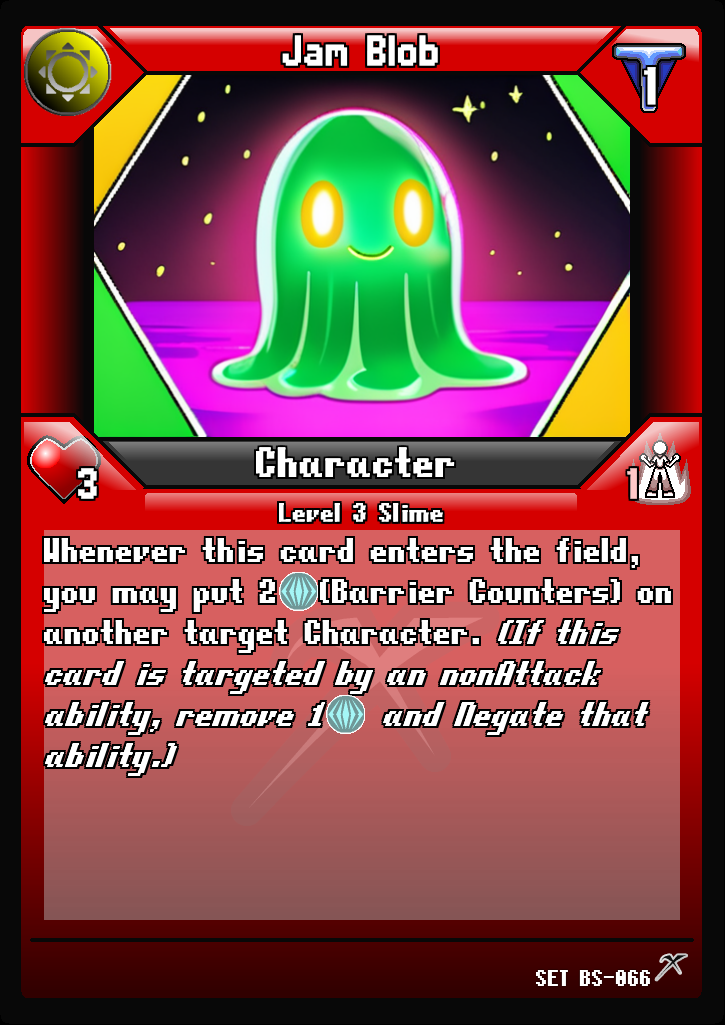 Jam Blob
1
Character
3
1
Level 3 Slime
Whenever this card enters the field,
you may put 2(Barrier Counters) on
another target Character. (If this
card is targeted by an nonAttack
ability, remove 1 and Negate that
ability.)
SET BS-066